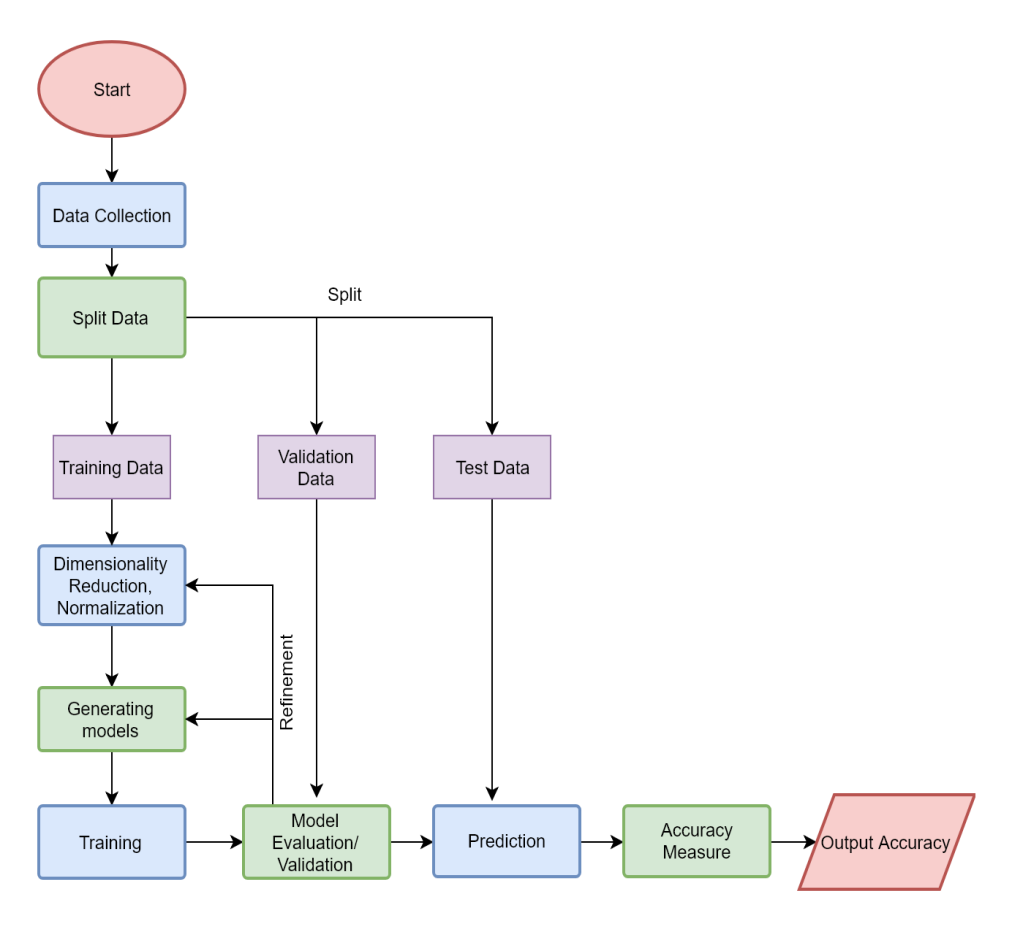 Start
Data Collection
Split Data
Split
Training Data
Validation
Data
Test Data
Dimensionality
Reduction,
Normalization
Refinement
Generating
models
Training
Model
Evaluation/
Validation
Prediction
Accuracy
Measure
Output Accuracy